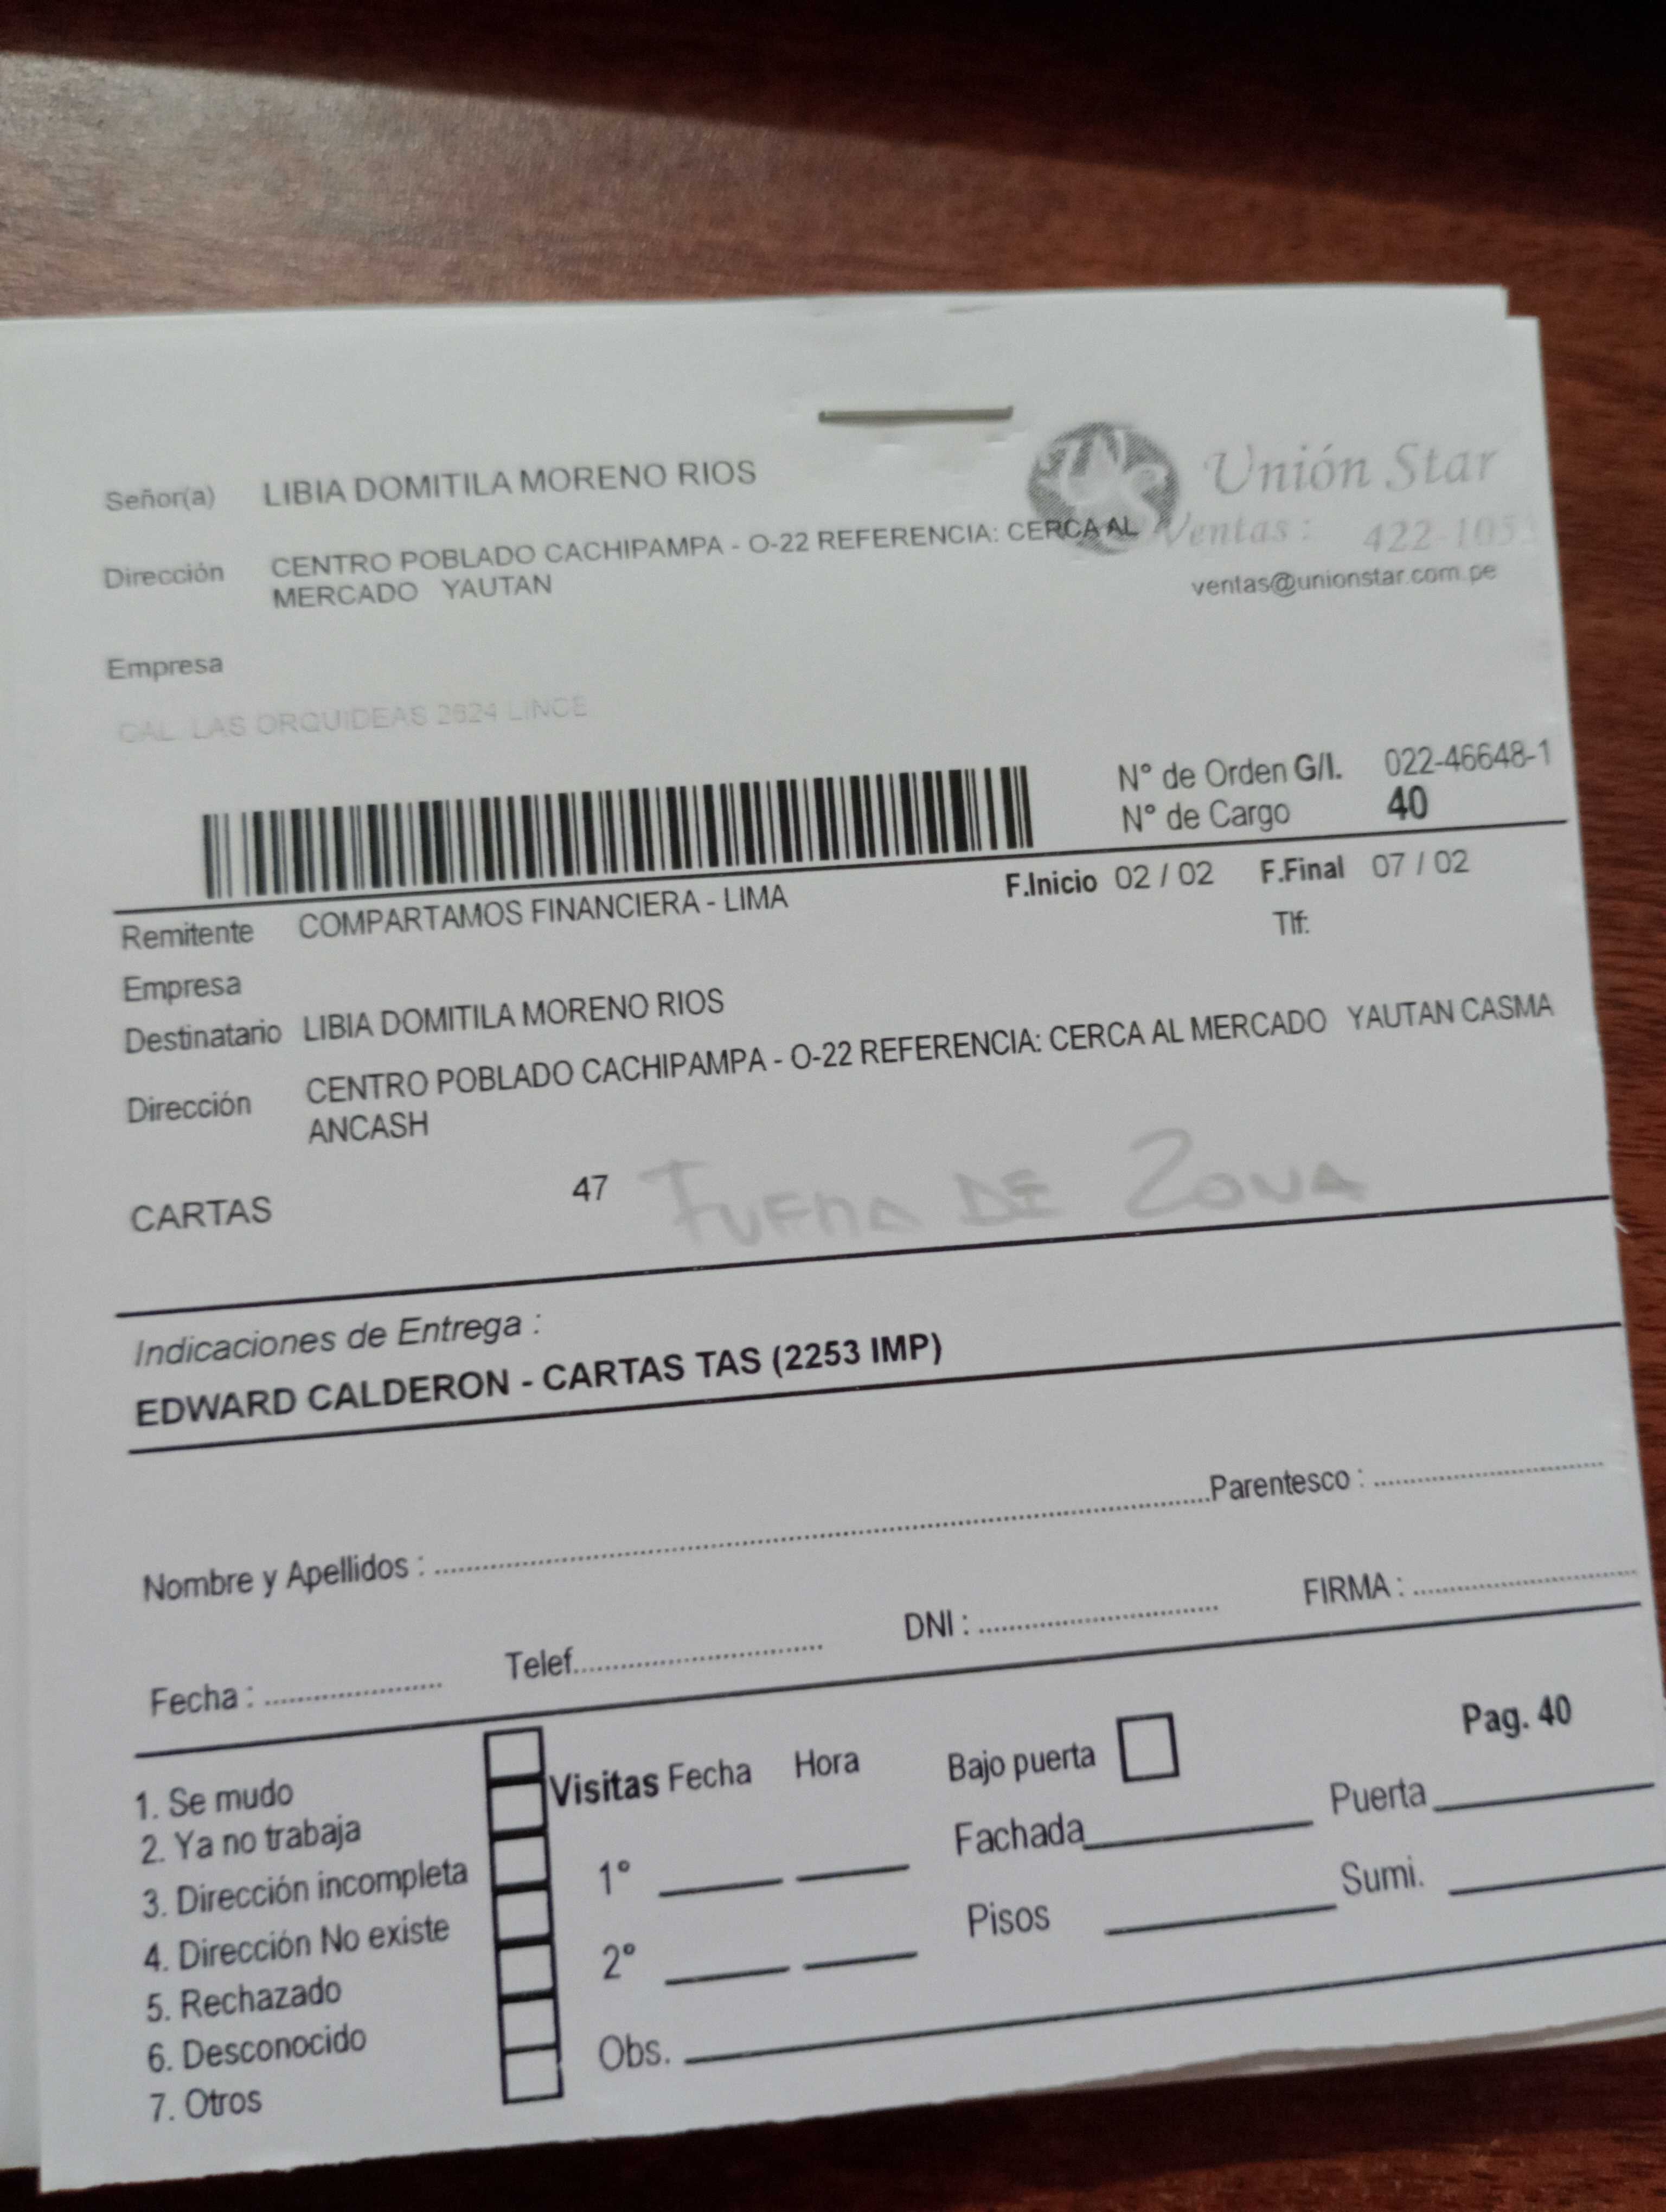 Unión Star
Señor(a) LIBIA DOMITILA MORENO RIOS
Ventas : 422-105
Dirección CENTRO POBLADO CACHIPAMPA - O-22 REFERENCIA: CERCA AL
MERCADO YAUTAN
ventas@unionstar.com.pe
Empresa
CAL. LAS ORQUIDEAS 2624 LINCE
N° de Orden G/I. 022-46648-1
N° de Cargo 40
F.Inicio 02 / 02 F.Final 07 / 02
Remitente COMPARTAMOS FINANCIERA - LIMA
Tlf:
Empresa
Destinatario LIBIA DOMITILA MORENO RIOS
Dirección CENTRO POBLADO CACHIPAMPA - O-22 REFERENCIA: CERCA AL MERCADO YAUTAN CASMA
ANCASH
CARTAS 47 FUERA DE ZONA
Indicaciones de Entrega :
EDWARD CALDERON - CARTAS TAS (2253 IMP)
Nombre y Apellidos : Parentesco :
Fecha : Telef. DNI : FIRMA :
Pag. 40
1. Se mudo
2. Ya no trabaja
3. Dirección incompleta
4. Dirección No existe
5. Rechazado
6. Desconocido
7. Otros
Visitas Fecha Hora
1°
2°
Obs.
Bajo puerta
Fachada Puerta
Pisos Sumi.